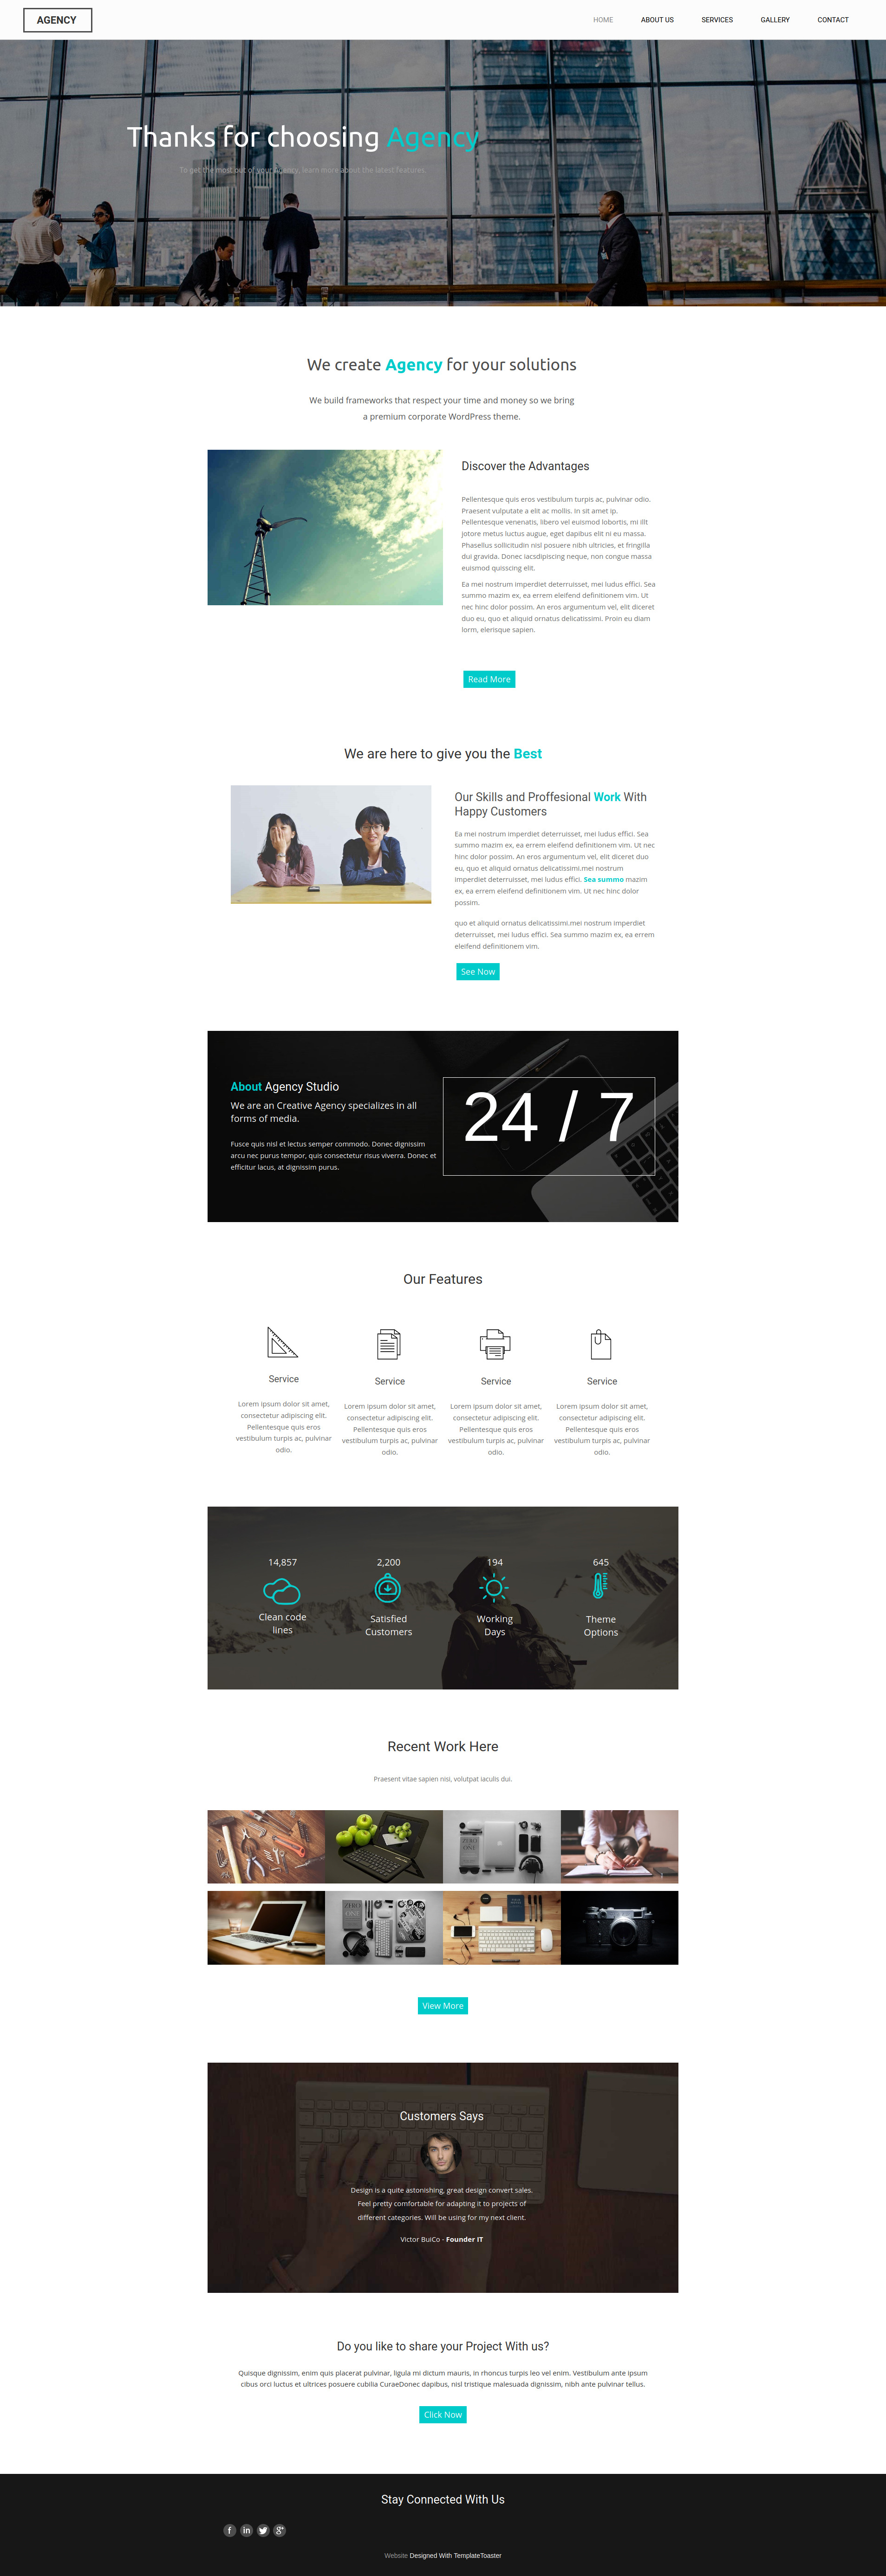 AGENCY
HOME
ABOUT US
SERVICES
GALLERY
CONTACT
Thanks for choosing Agency
To get the most out of your Agency, learn more about the latest features.
We create Agency for your solutions
We build frameworks that respect your time and money so we bring
a premium corporate WordPress theme.
Discover the Advantages
Pellentesque quis eros vestibulum turpis ac, pulvinar odio.
Praesent vulputate a elit ac mollis. In sit amet ip.
Pellentesque venenatis, libero vel euismod lobortis, mi illt
jotore metus luctus augue, eget dapibus elit ni eu massa.
Phasellus sollicitudin nisl posuere nibh ultricies, et fringilla
dui gravida. Donec iacsdipiscing neque, non congue massa
euismod quisscing elit.
Ea mei nostrum imperdiet deterruisset, mei ludus effici. Sea
summo mazim ex, ea errem eleifend definitionem vim. Ut
nec hinc dolor possim. An eros argumentum vel, elit diceret
duo eu, quo et aliquid ornatus delicatissimi. Proin eu diam
lorm, elerisque sapien.
Read More
We are here to give you the Best
Our Skills and Proffesional Work With
Happy Customers
Ea mei nostrum imperdiet deterruisset, mei ludus effici. Sea
summo mazim ex, ea errem eleifend definitionem vim. Ut nec
hinc dolor possim. An eros argumentum vel, elit diceret duo
eu, quo et aliquid ornatus delicatissimi.mei nostrum
imperdiet deterruisset, mei ludus effici. Sea summo mazim
ex, ea errem eleifend definitionem vim. Ut nec hinc dolor
possim.
quo et aliquid ornatus delicatissimi.mei nostrum imperdiet
deterruisset, mei ludus effici. Sea summo mazim ex, ea errem
eleifend definitionem vim.
See Now
About Agency Studio
We are an Creative Agency specializes in all
forms of media.
Fusce quis nisl et lectus semper commodo. Donec dignissim
arcu nec purus tempor, quis consectetur risus viverra. Donec et
efficitur lacus, at dignissim purus.
24 / 7
Our Features
Service
Lorem ipsum dolor sit amet,
consectetur adipiscing elit.
Pellentesque quis eros
vestibulum turpis ac, pulvinar
odio.
Service
Lorem ipsum dolor sit amet,
consectetur adipiscing elit.
Pellentesque quis eros
vestibulum turpis ac, pulvinar
odio.
Service
Lorem ipsum dolor sit amet,
consectetur adipiscing elit.
Pellentesque quis eros
vestibulum turpis ac, pulvinar
odio.
Service
Lorem ipsum dolor sit amet,
consectetur adipiscing elit.
Pellentesque quis eros
vestibulum turpis ac, pulvinar
odio.
14,857
Clean code
lines
2,200
Satisfied
Customers
194
Working
Days
645
Theme
Options
Recent Work Here
Praesent vitae sapien nisi, volutpat iaculis dui.
ZERO
ONE
ZERO
ONE
View More
Customers Says
Design is a quite astonishing, great design convert sales.
Feel pretty comfortable for adapting it to projects of
different categories. Will be using for my next client.
Victor BuiCo - Founder IT
Do you like to share your Project With us?
Quisque dignissim, enim quis placerat pulvinar, ligula mi dictum mauris, in rhoncus turpis leo vel enim. Vestibulum ante ipsum
cibus orci luctus et ultrices posuere cubilia CuraeDonec dapibus, nisl tristique malesuada dignissim, nibh ante pulvinar tellus.
Click Now
Stay Connected With Us
f
in
g+
Website Designed With TemplateToaster